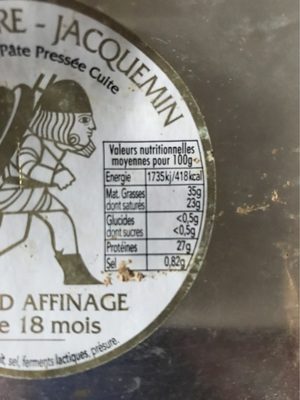 RE - JACQUEMIN
Pâte Pressée Cuite
Valeurs nutritionnelles
moyennes pour 100g
Energie 1735kj/418kcal
Mat. Grasses 35g
dont saturés 23g
Glucides <0,5g
dont sucres <0,5g
Protéines 27g
Sel 0,82g
D AFFINAGE
e 18 mois
sel, ferments lactiques, présure.